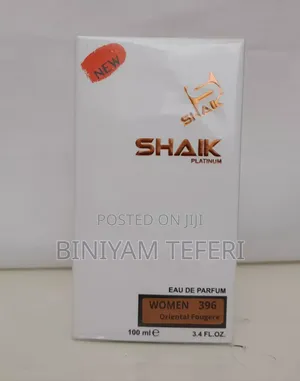 NEW
SHAIK
SHAIK
PLATINUM
POSTED ON JIJI
BINIYAM TEFERI
EAU DE PARFUM
WOMEN 396
Oriental Fougere
100 ml e 3.4 FL.OZ.